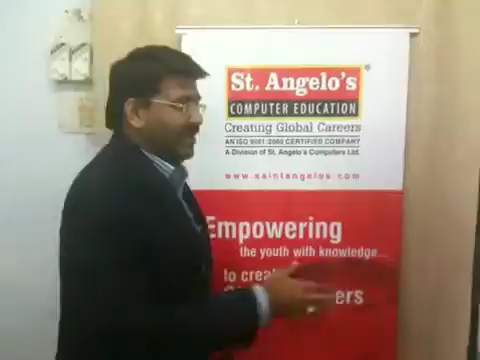 St. Angelo's®
COMPUTER EDUCATION
Creating Global Careers
AN ISO 9001:2000 CERTIFIED COMPANY
A Division of St. Angelo's Computers Ltd.
www.saintangelos.com
Empowering
the youth with knowledge...
to crea
ers